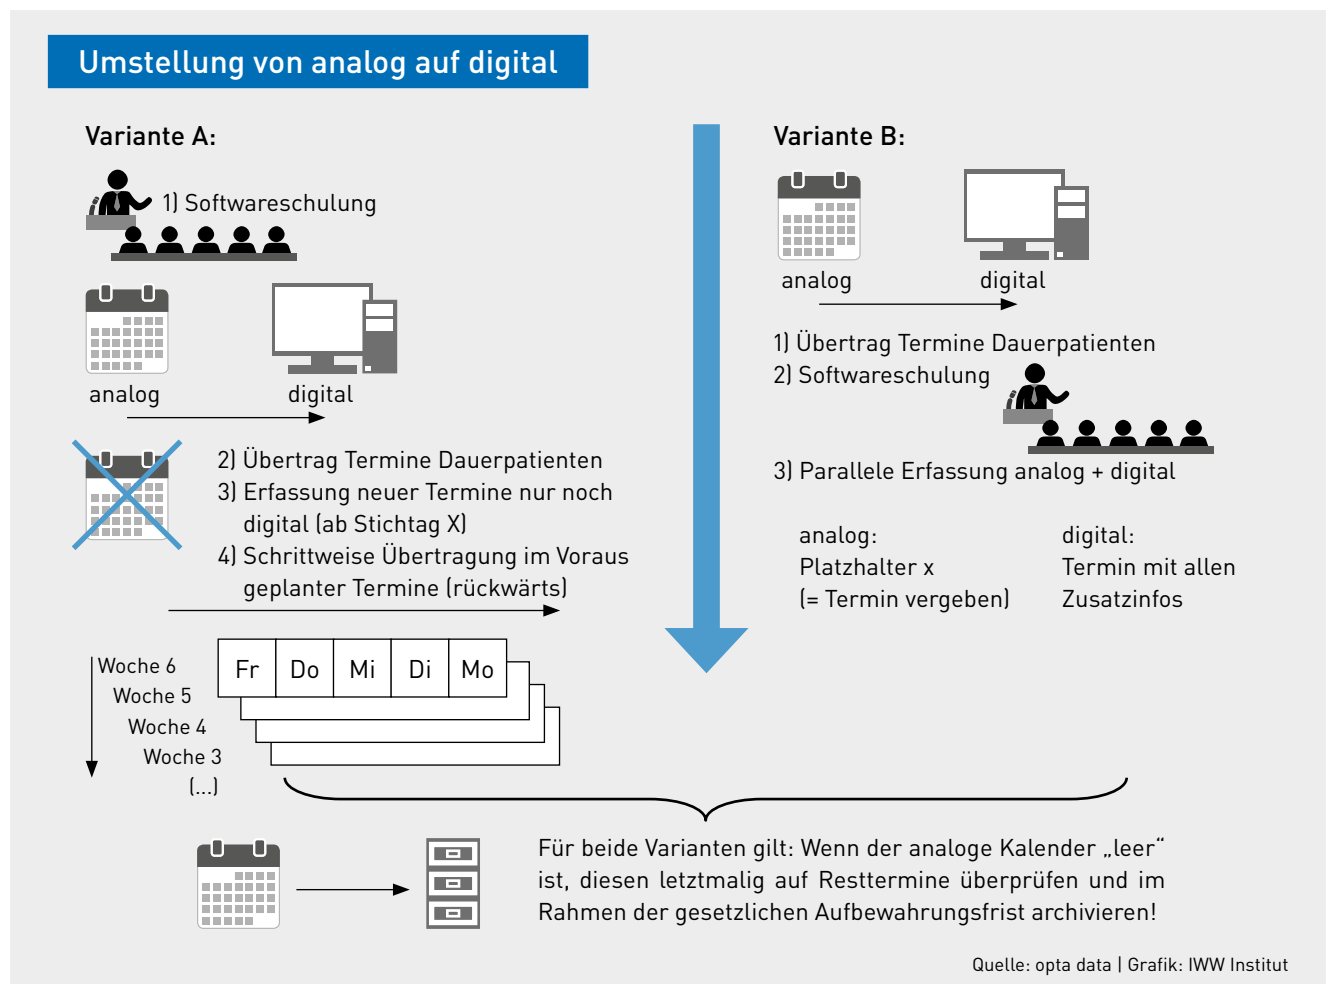 Umstellung von analog auf digital
Variante A:
1) Softwareschulung
analog
digital
2) Übertrag Termine Dauerpatienten
3) Erfassung neuer Termine nur noch
digital (ab Stichtag X)
4) Schrittweise Übertragung im Voraus
geplanter Termine (rückwärts)
Woche 6
Woche 5
Woche 4
Woche 3
(...)
Fr Do Mi Di Mo
Variante B:
analog
digital
1) Übertrag Termine Dauerpatienten
2) Softwareschulung
3) Parallele Erfassung analog + digital
analog:
Platzhalter x
(= Termin vergeben)
digital:
Termin mit allen
Zusatzinfos
Für beide Varianten gilt: Wenn der analoge Kalender „leer“
ist, diesen letztmalig auf Resttermine überprüfen und im
Rahmen der gesetzlichen Aufbewahrungsfrist archivieren!
Quelle: opta data | Grafik: IWW Institut